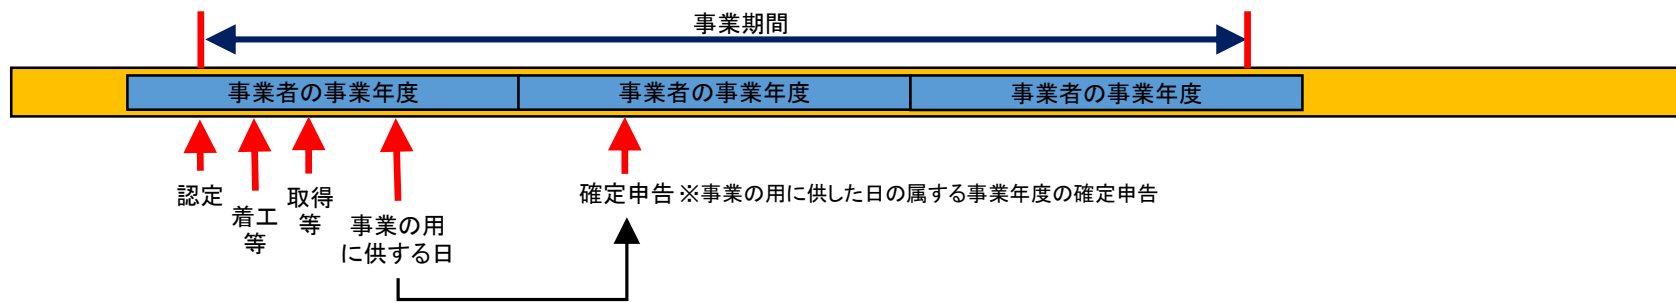 事業期間
事業者の事業年度
事業者の事業年度
事業者の事業年度
認定
着工
等
取得
等
事業の用
に供する日
確定申告 ※事業の用に供した日の属する事業年度の確定申告